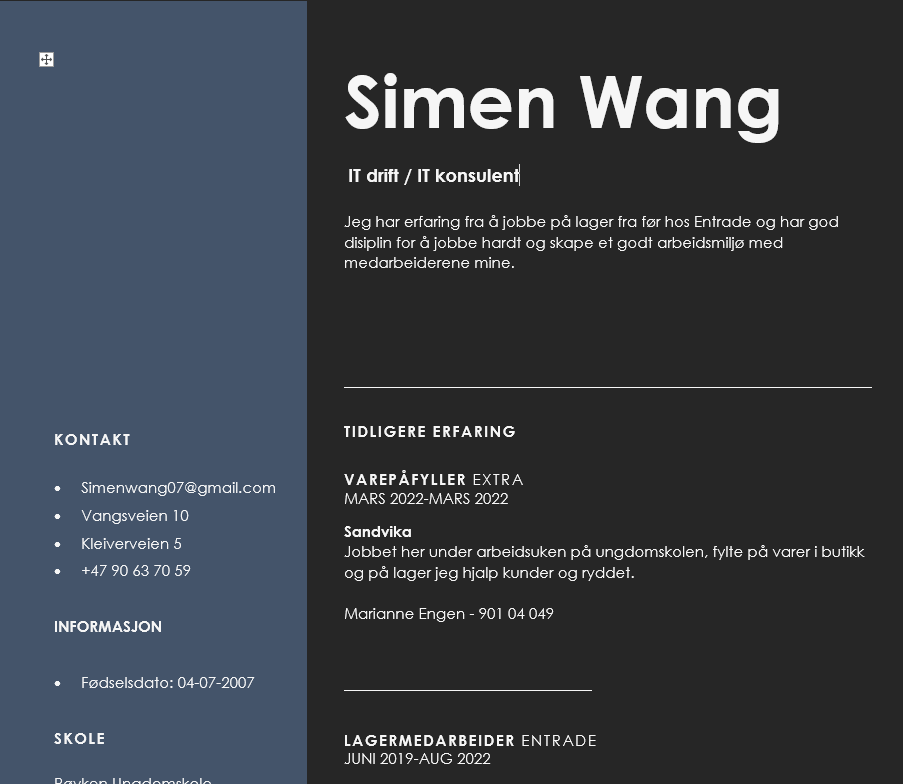 Simen Wang
IT drift / IT konsulent
Jeg har erfaring fra å jobbe på lager fra før hos Entrade og har god
disiplin for å jobbe hardt og skape et godt arbeidsmiljø med
medarbeiderene mine.
KONTAKT
• Simenwang07@gmail.com
• Vangsveien 10
• Kleiverveien 5
• +47 90 63 70 59
INFORMASJON
• Fødselsdato: 04-07-2007
SKOLE
Røyken Ungdomskole
TIDLIGERE ERFARING
VAREPÅFYLLER EXTRA
MARS 2022-MARS 2022
Sandvika
Jobbet her under arbeidsuken på ungdomskolen, fylte på varer i butikk
og på lager jeg hjalp kunder og ryddet.
Marianne Engen - 901 04 049
LAGERMEDARBEIDER ENTRADE
JUNI 2019-AUG 2022